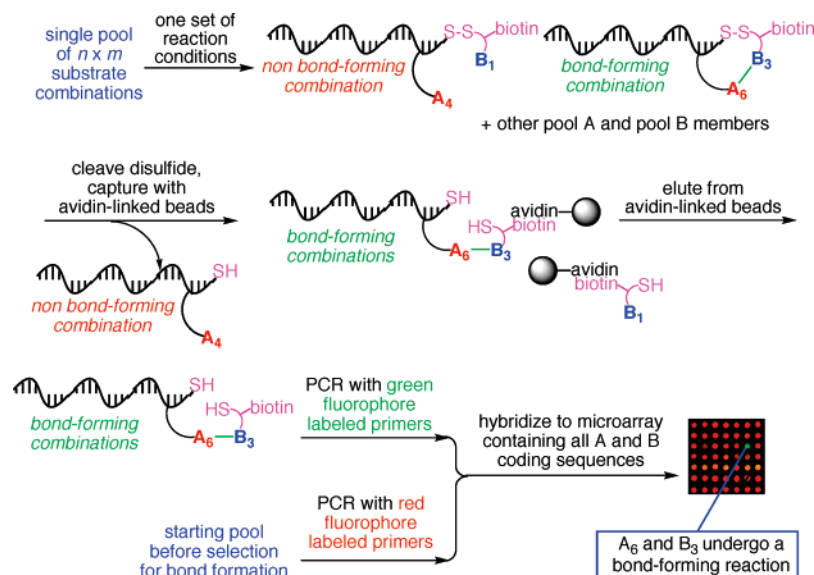 single pool
of n x m
substrate
combinations
one set of
reaction
conditions
S-S
biotin
B1
non bond-forming
combination
A4
S-S
biotin
B3
bond-forming
combination
A6
+ other pool A and pool B members
cleave disulfide,
capture with
avidin-linked beads
SH
non bond-forming
combination
A4
SH
bond-forming
combinations
HS
biotin
avidin
A6
B3
avidin
biotin
SH
B1
elute from
avidin-linked beads
SH
bond-forming
combinations
HS
biotin
A6
B3
PCR with green
fluorophore
labeled primers
hybridize to microarray
containing all A and B
coding sequences
starting pool
before selection
for bond formation
PCR with red
fluorophore
labeled primers
A6 and B3 undergo a
bond-forming reaction